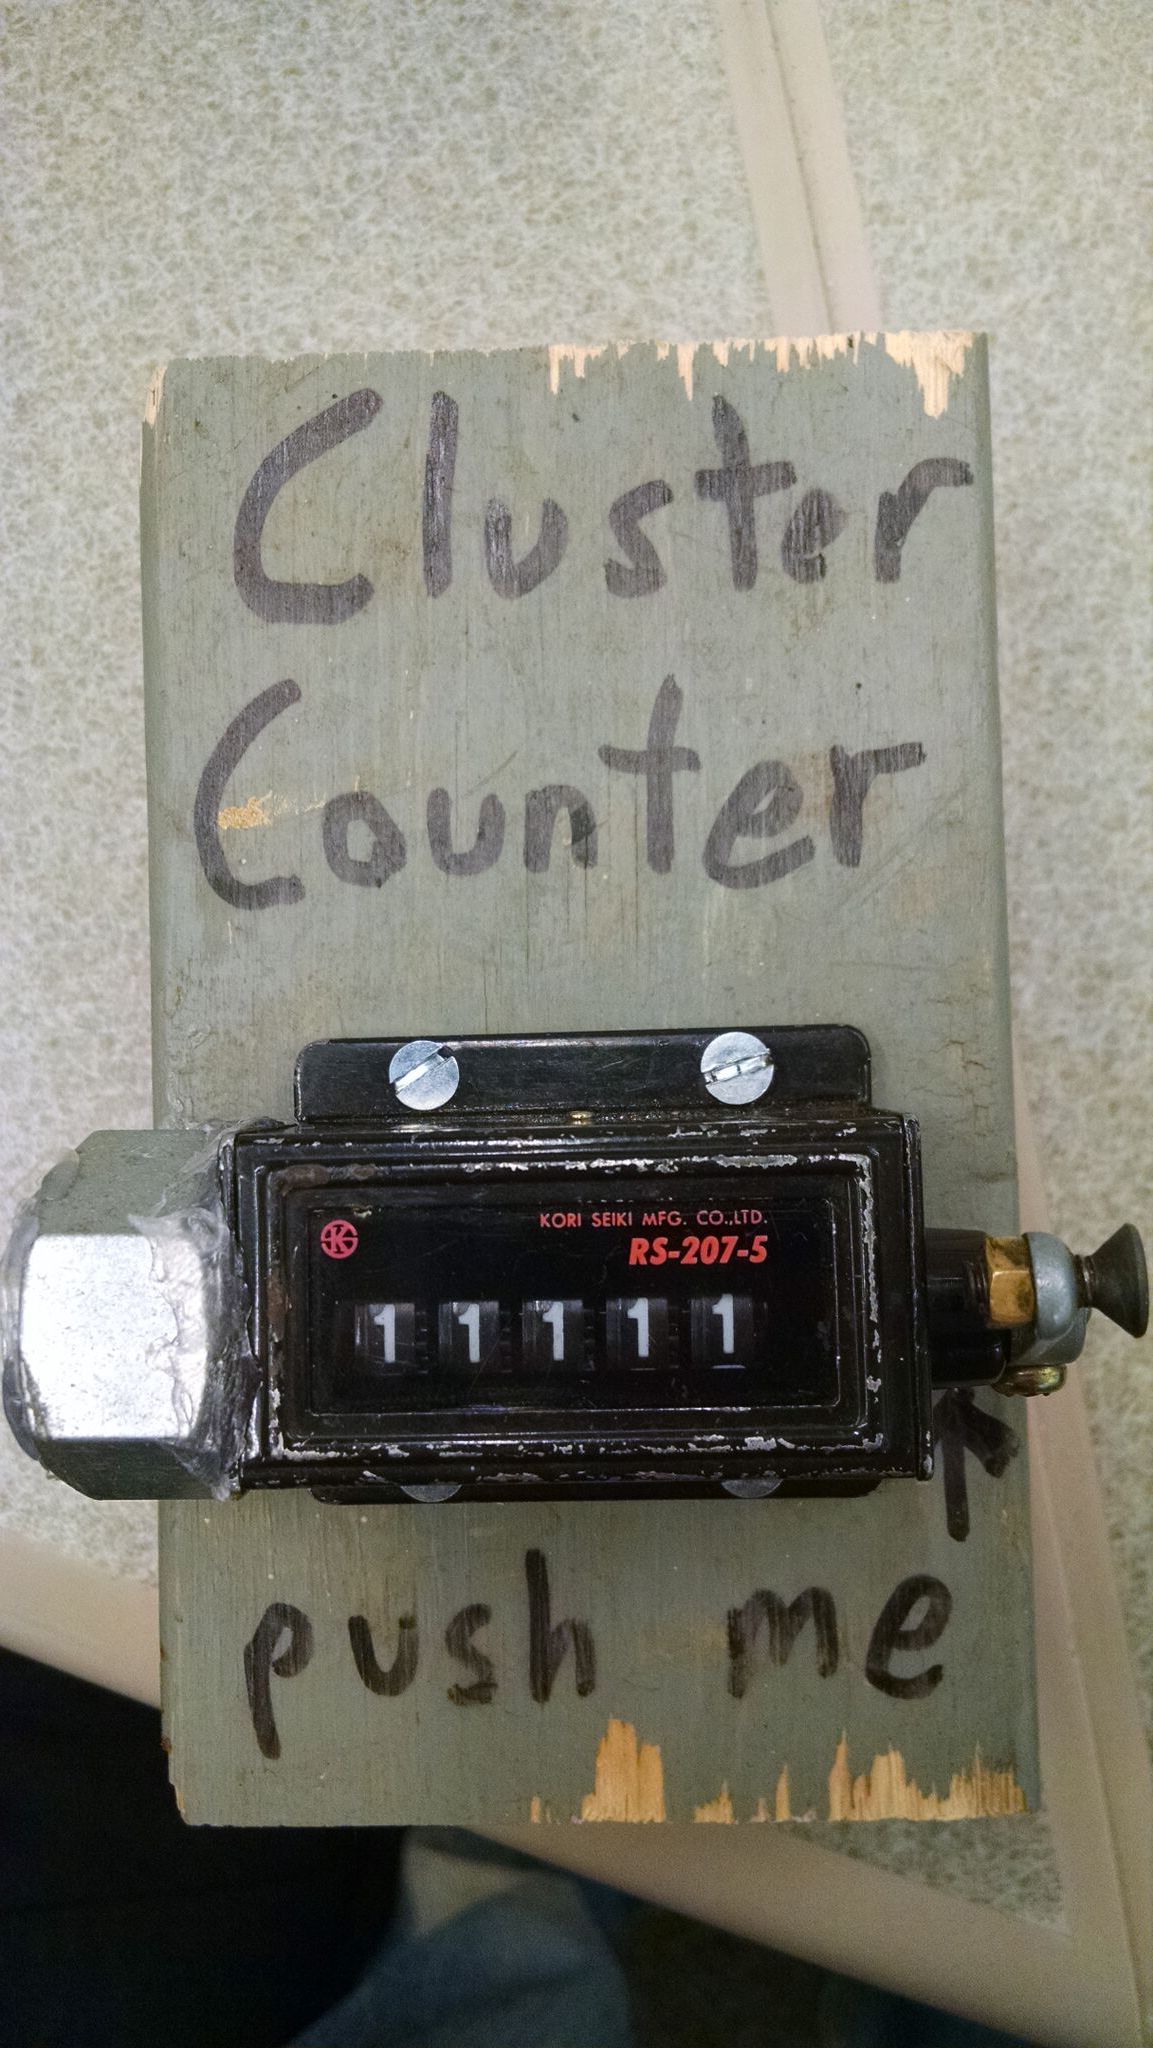 Cluster
Counter
KORI SEIKI MFG. CO.,LTD.
RS-207-5
1 1 1 1 1
push me